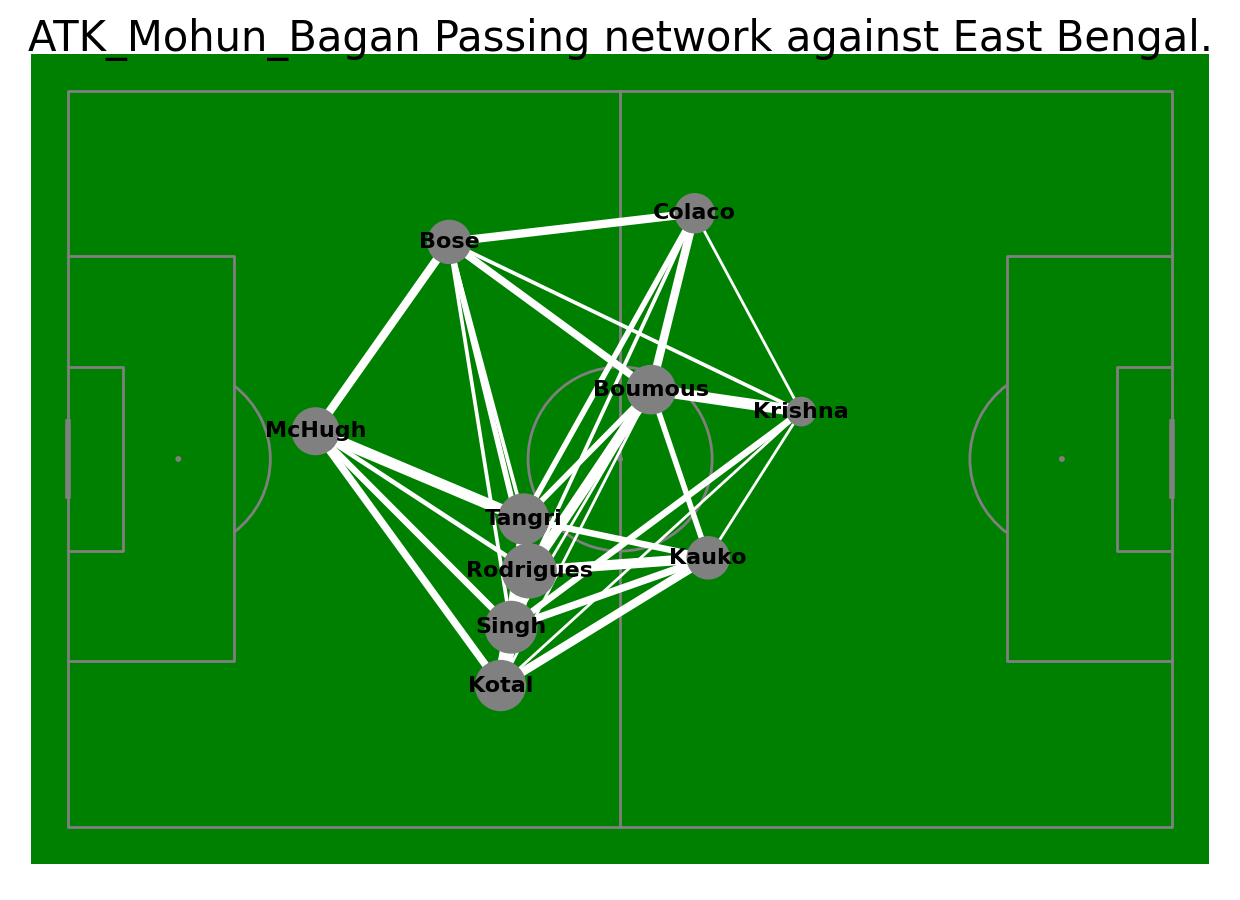 ATK_Mohun_Bagan Passing network against East Bengal.
Colaco
Bose
Boumous
Krishna
McHugh
Tangri
Kauko
Rodrigues
Singh
Kotal